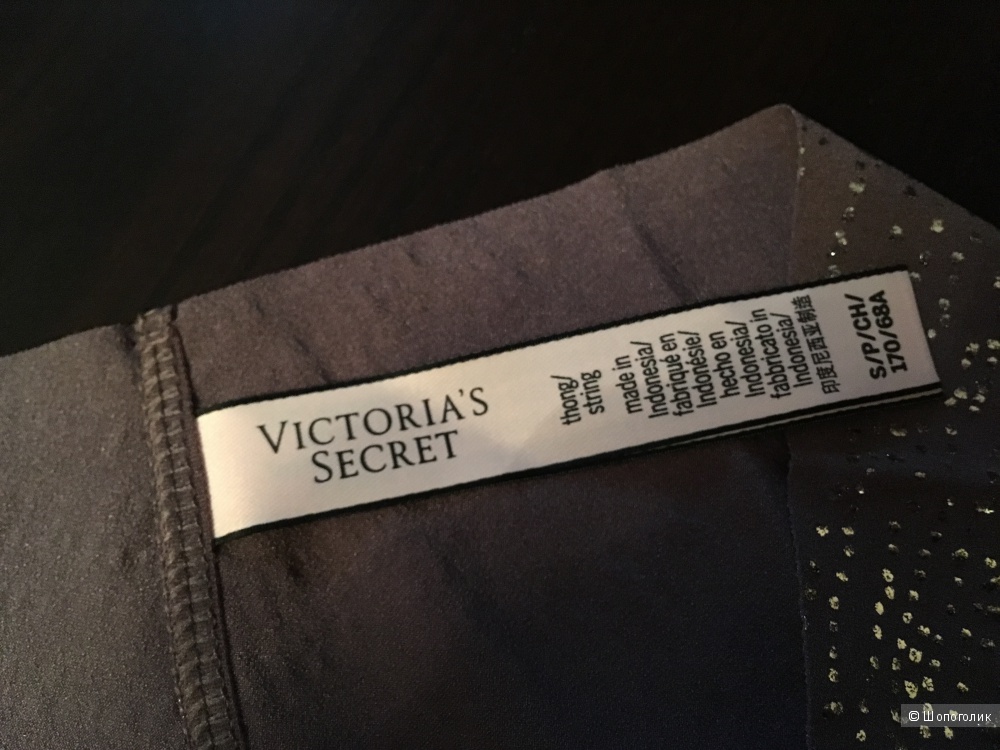 VICTORIA'S
SECRET
thong/
string
made in
Indonesia/
fabriqué en
Indonésie/
hecho en
Indonesia/
fabbricato in
Indonesia/
印度尼西亚制造
S/P/CH/
170/68A
© Шопоголик